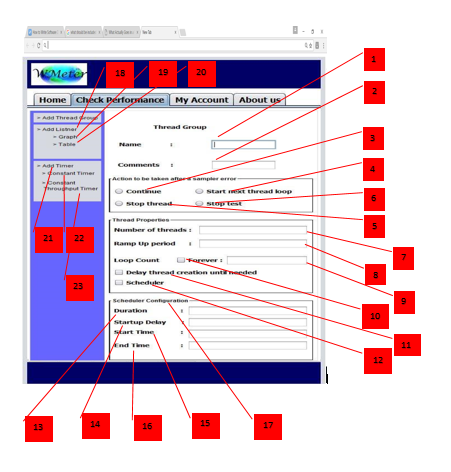 New Tab
1
WMeter
18
19
20
2
Home
Check Performance
My Account
About us
» Add Thread Group
» Add Listner
» Graph
» Table
Thread Group
Name :
3
Comments :
4
» Add Timer
» Constant Timer
» Constant
Throughput Timer
Action to be taken after a sampler error
Continue
Start next thread loop
6
Stop thread
Stop test
5
21
22
Thread Properties
Number of threads :
Ramp Up period :
7
8
Loop Count
Forever :
23
Delay thread creation until needed
9
Scheduler
10
Scheduler Configuration
Duration :
11
Startup Delay :
Start Time :
12
End Time :
13
14
16
15
17